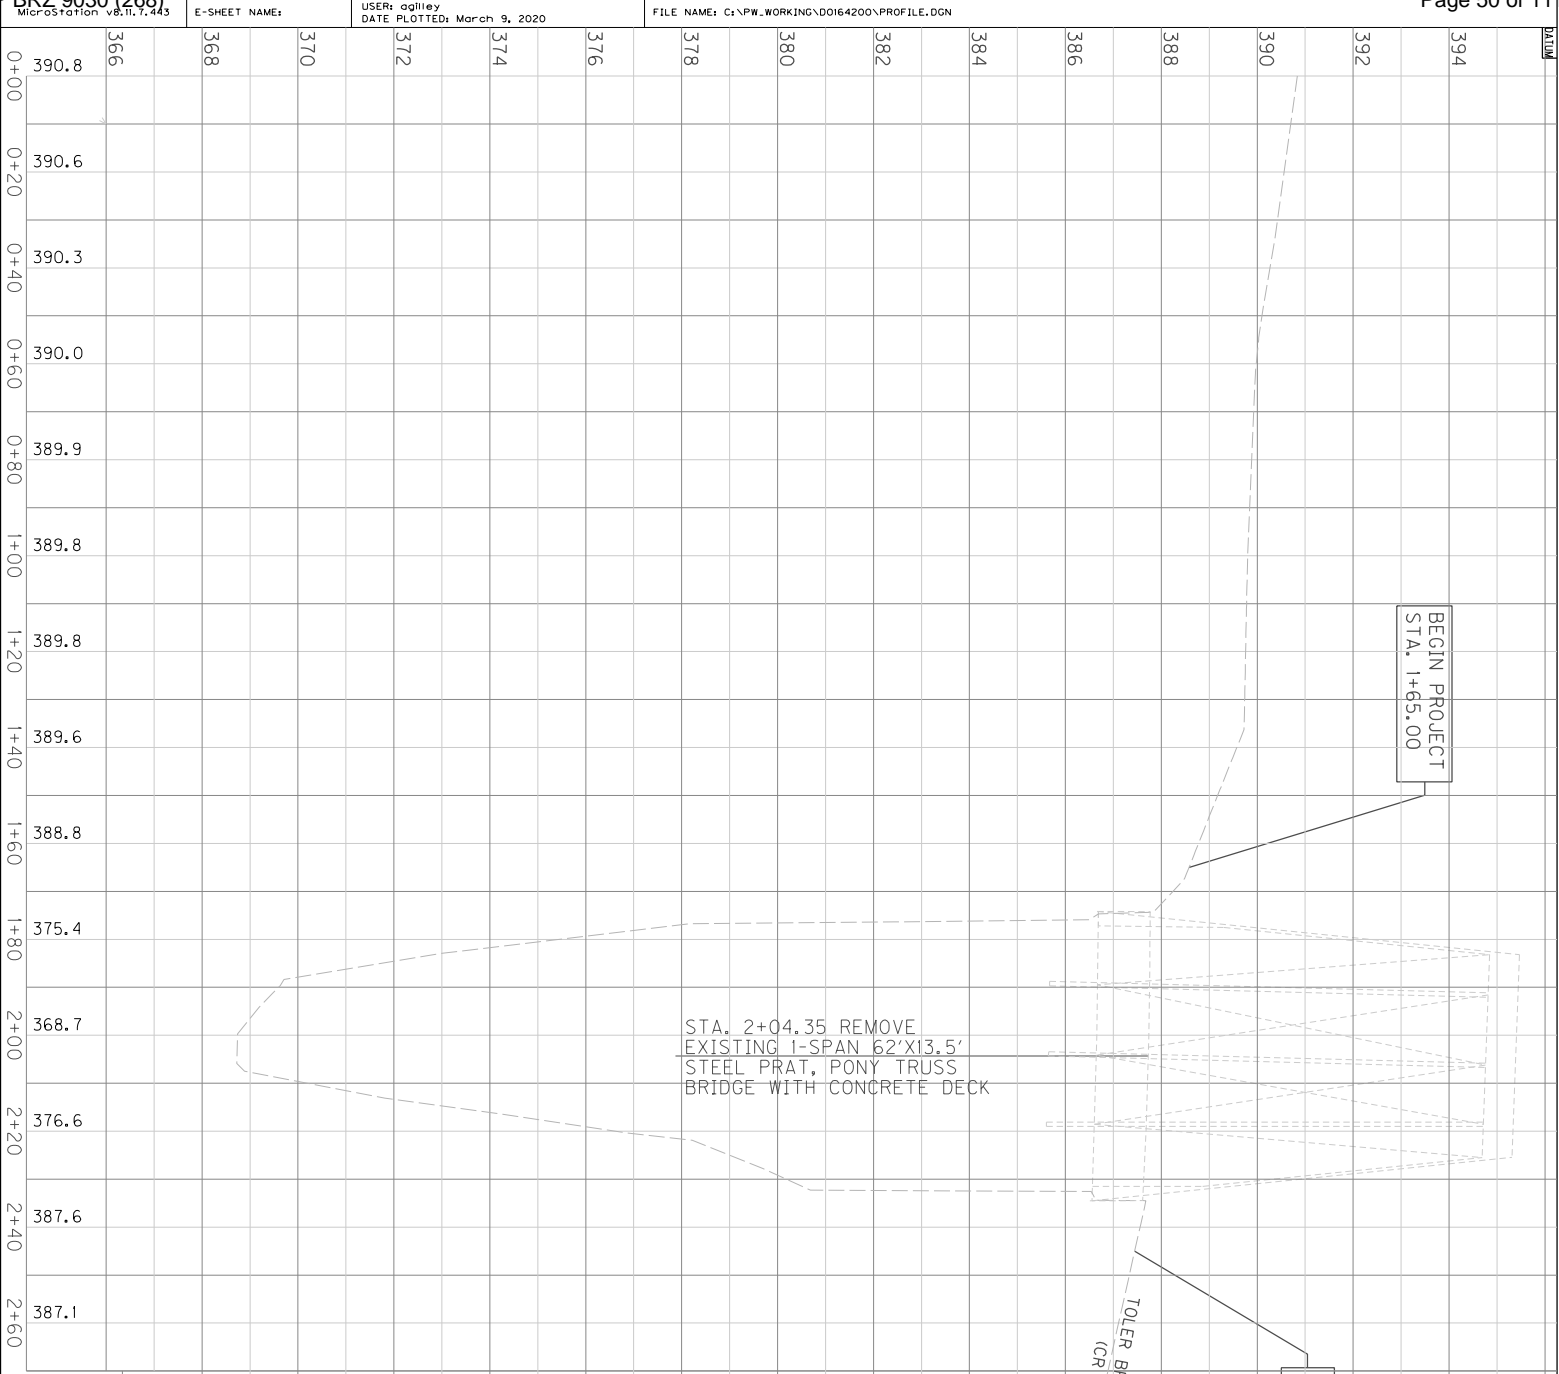 BRZ 9030 (268)
Page 50 of 11
MicroStation v8.11.7.443
E-SHEET NAME:
USER: agilley
DATE PLOTTED: March 9, 2020
FILE NAME: C:\PW_WORKING\D0164200\PROFILE.DGN
DATUM
366
368
370
372
374
376
378
380
382
384
386
388
390
392
394
0+00
390.8
0+20
390.6
0+40
390.3
0+60
390.0
0+80
389.9
1+00
389.8
1+20
389.8
1+40
389.6
1+60
388.8
1+80
375.4
2+00
368.7
2+20
376.6
2+40
387.6
2+60
387.1
BEGIN PROJECT
STA. 1+65.00
STA. 2+04.35 REMOVE
EXISTING 1-SPAN 62'X13.5'
STEEL PRAT, PONY TRUSS
BRIDGE WITH CONCRETE DECK
TOLER
(CR